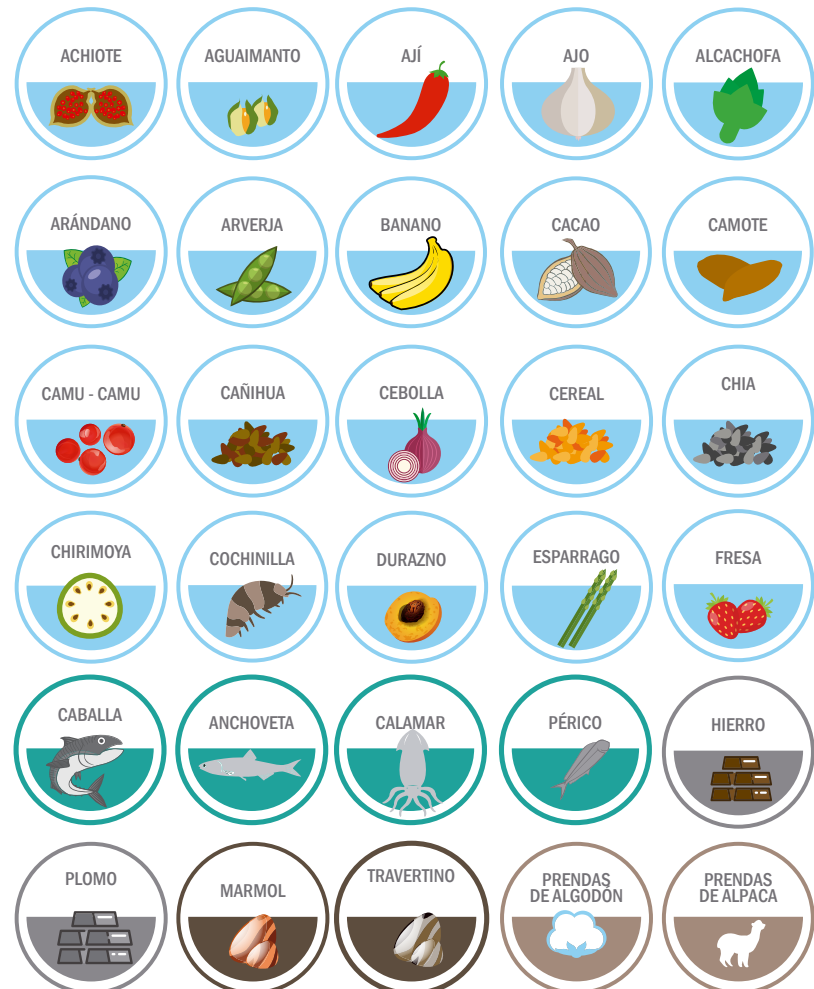 ACHIOTE
AGUAIMANTO
AJÍ
AJO
ALCACHOFA
ARÁNDANO
ARVERJA
BANANO
CACAO
CAMOTE
CAMU - CAMU
CAÑIHUA
CEBOLLA
CEREAL
CHIA
CHIRIMOYA
COCHINILLA
DURAZNO
ESPARRAGO
FRESA
CABALLA
ANCHOVETA
CALAMAR
PÉRICO
HIERRO
PLOMO
MARMOL
TRAVERTINO
PRENDAS
DE ALGODÓN
PRENDAS
DE ALPACA